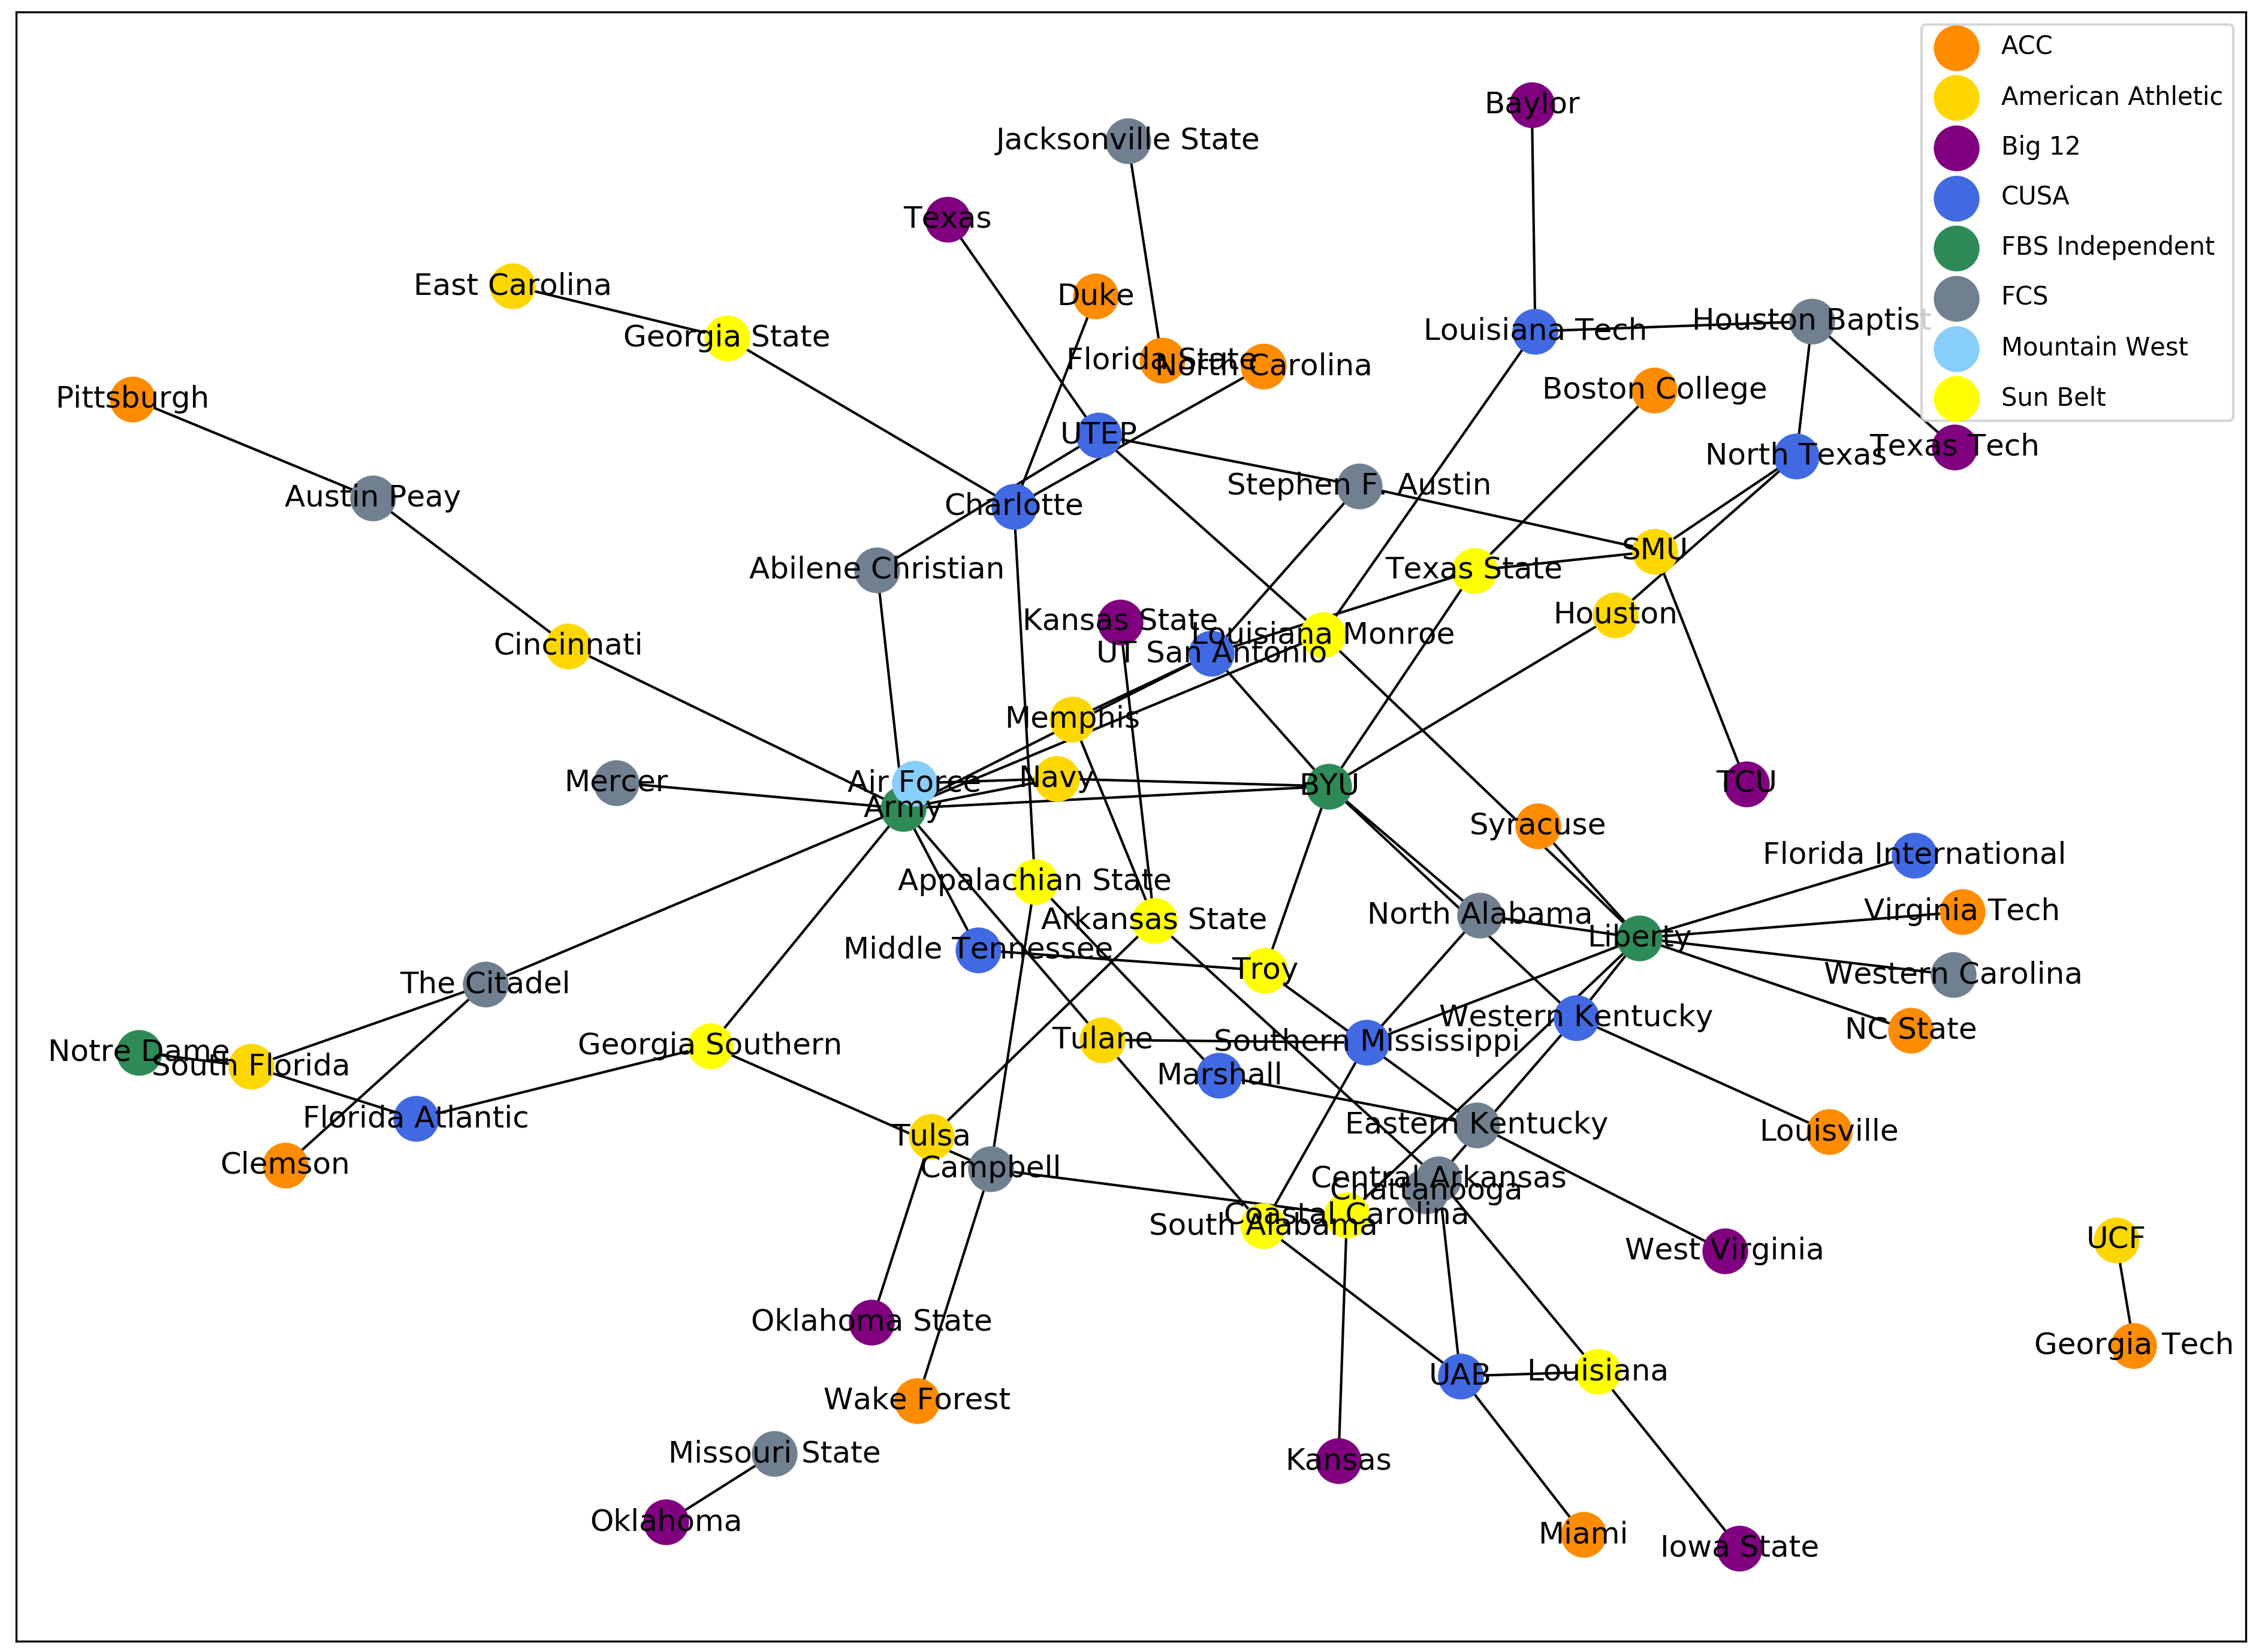 ACC
American Athletic
Big 12
CUSA
FBS Independent
FCS
Mountain West
Sun Belt
Baylor
Jacksonville State
Texas
East Carolina
Duke
Georgia State
Florida State
North Carolina
Louisiana Tech
Houston Baptist
Boston College
Pittsburgh
UTEP
Texas Tech
North Texas
Stephen F. Austin
Austin Peay
Charlotte
SMU
Abilene Christian
Texas State
Houston
Kansas State
Louisiana Monroe
Cincinnati
UT San Antonio
Memphis
Navy
Mercer
Air Force
BYU
TCU
Army
Syracuse
Florida International
Appalachian State
Virginia Tech
North Alabama
Arkansas State
Liberty
Middle Tennessee
Troy
Western Carolina
The Citadel
Western Kentucky
NC State
Tulane
Southern Mississippi
Georgia Southern
Notre Dame
South Florida
Marshall
Florida Atlantic
Eastern Kentucky
Louisville
Tulsa
Clemson
Campbell
Central Arkansas
Chattanooga
Coastal Carolina
South Alabama
UCF
West Virginia
Oklahoma State
Georgia Tech
Louisiana
UAB
Wake Forest
Missouri State
Kansas
Oklahoma
Miami
Iowa State